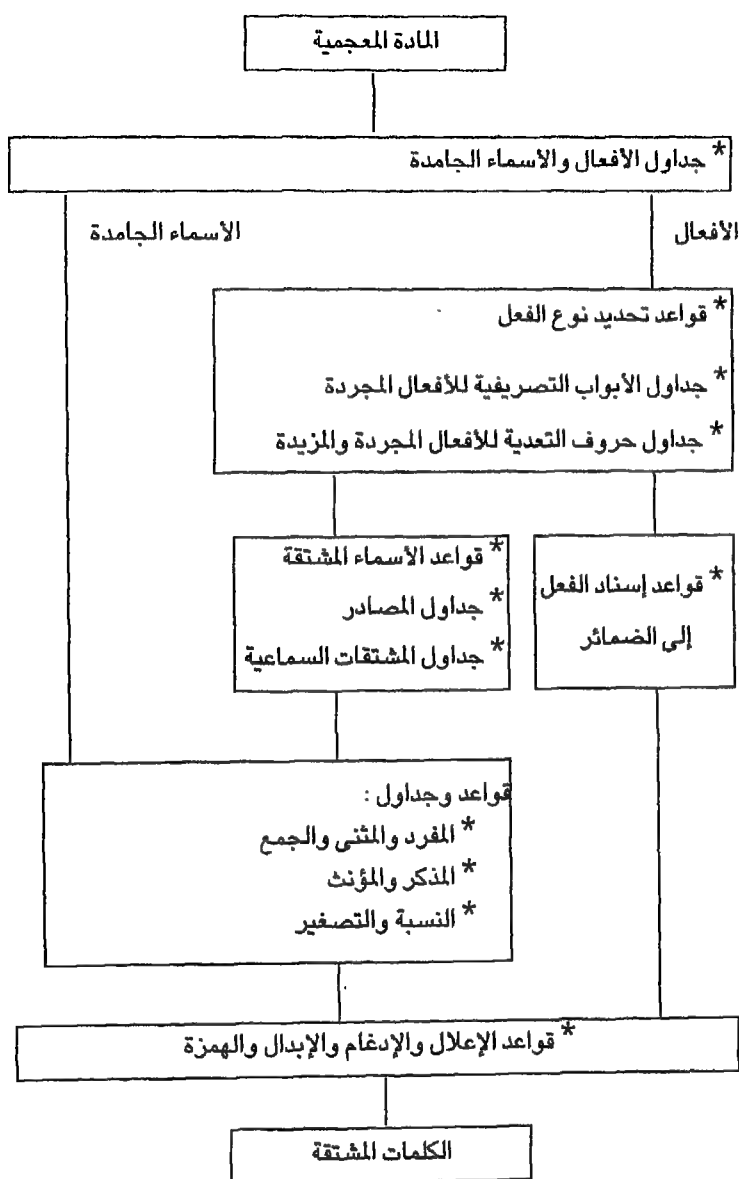 المادة المعجمية
* جداول الأفعال والأسماء الجامدة
الأفعال
الأسماء الجامدة
* قواعد تحديد نوع الفعل
* جداول الأبواب التصريفية للأفعال المجردة
* جداول حروف التعدية للأفعال المجردة والمزيدة
* قواعد إسناد الفعل
إلى الضمائر
* قواعد الأسماء المشتقة
* جداول المصادر
* جداول المشتقات السماعية
قواعد وجداول :
* المفرد والمثنى والجمع
* المذكر والمؤنث
* النسبة والتصغير
* قواعد الإعلال والإدغام والإبدال والهمزة
الكلمات المشتقة